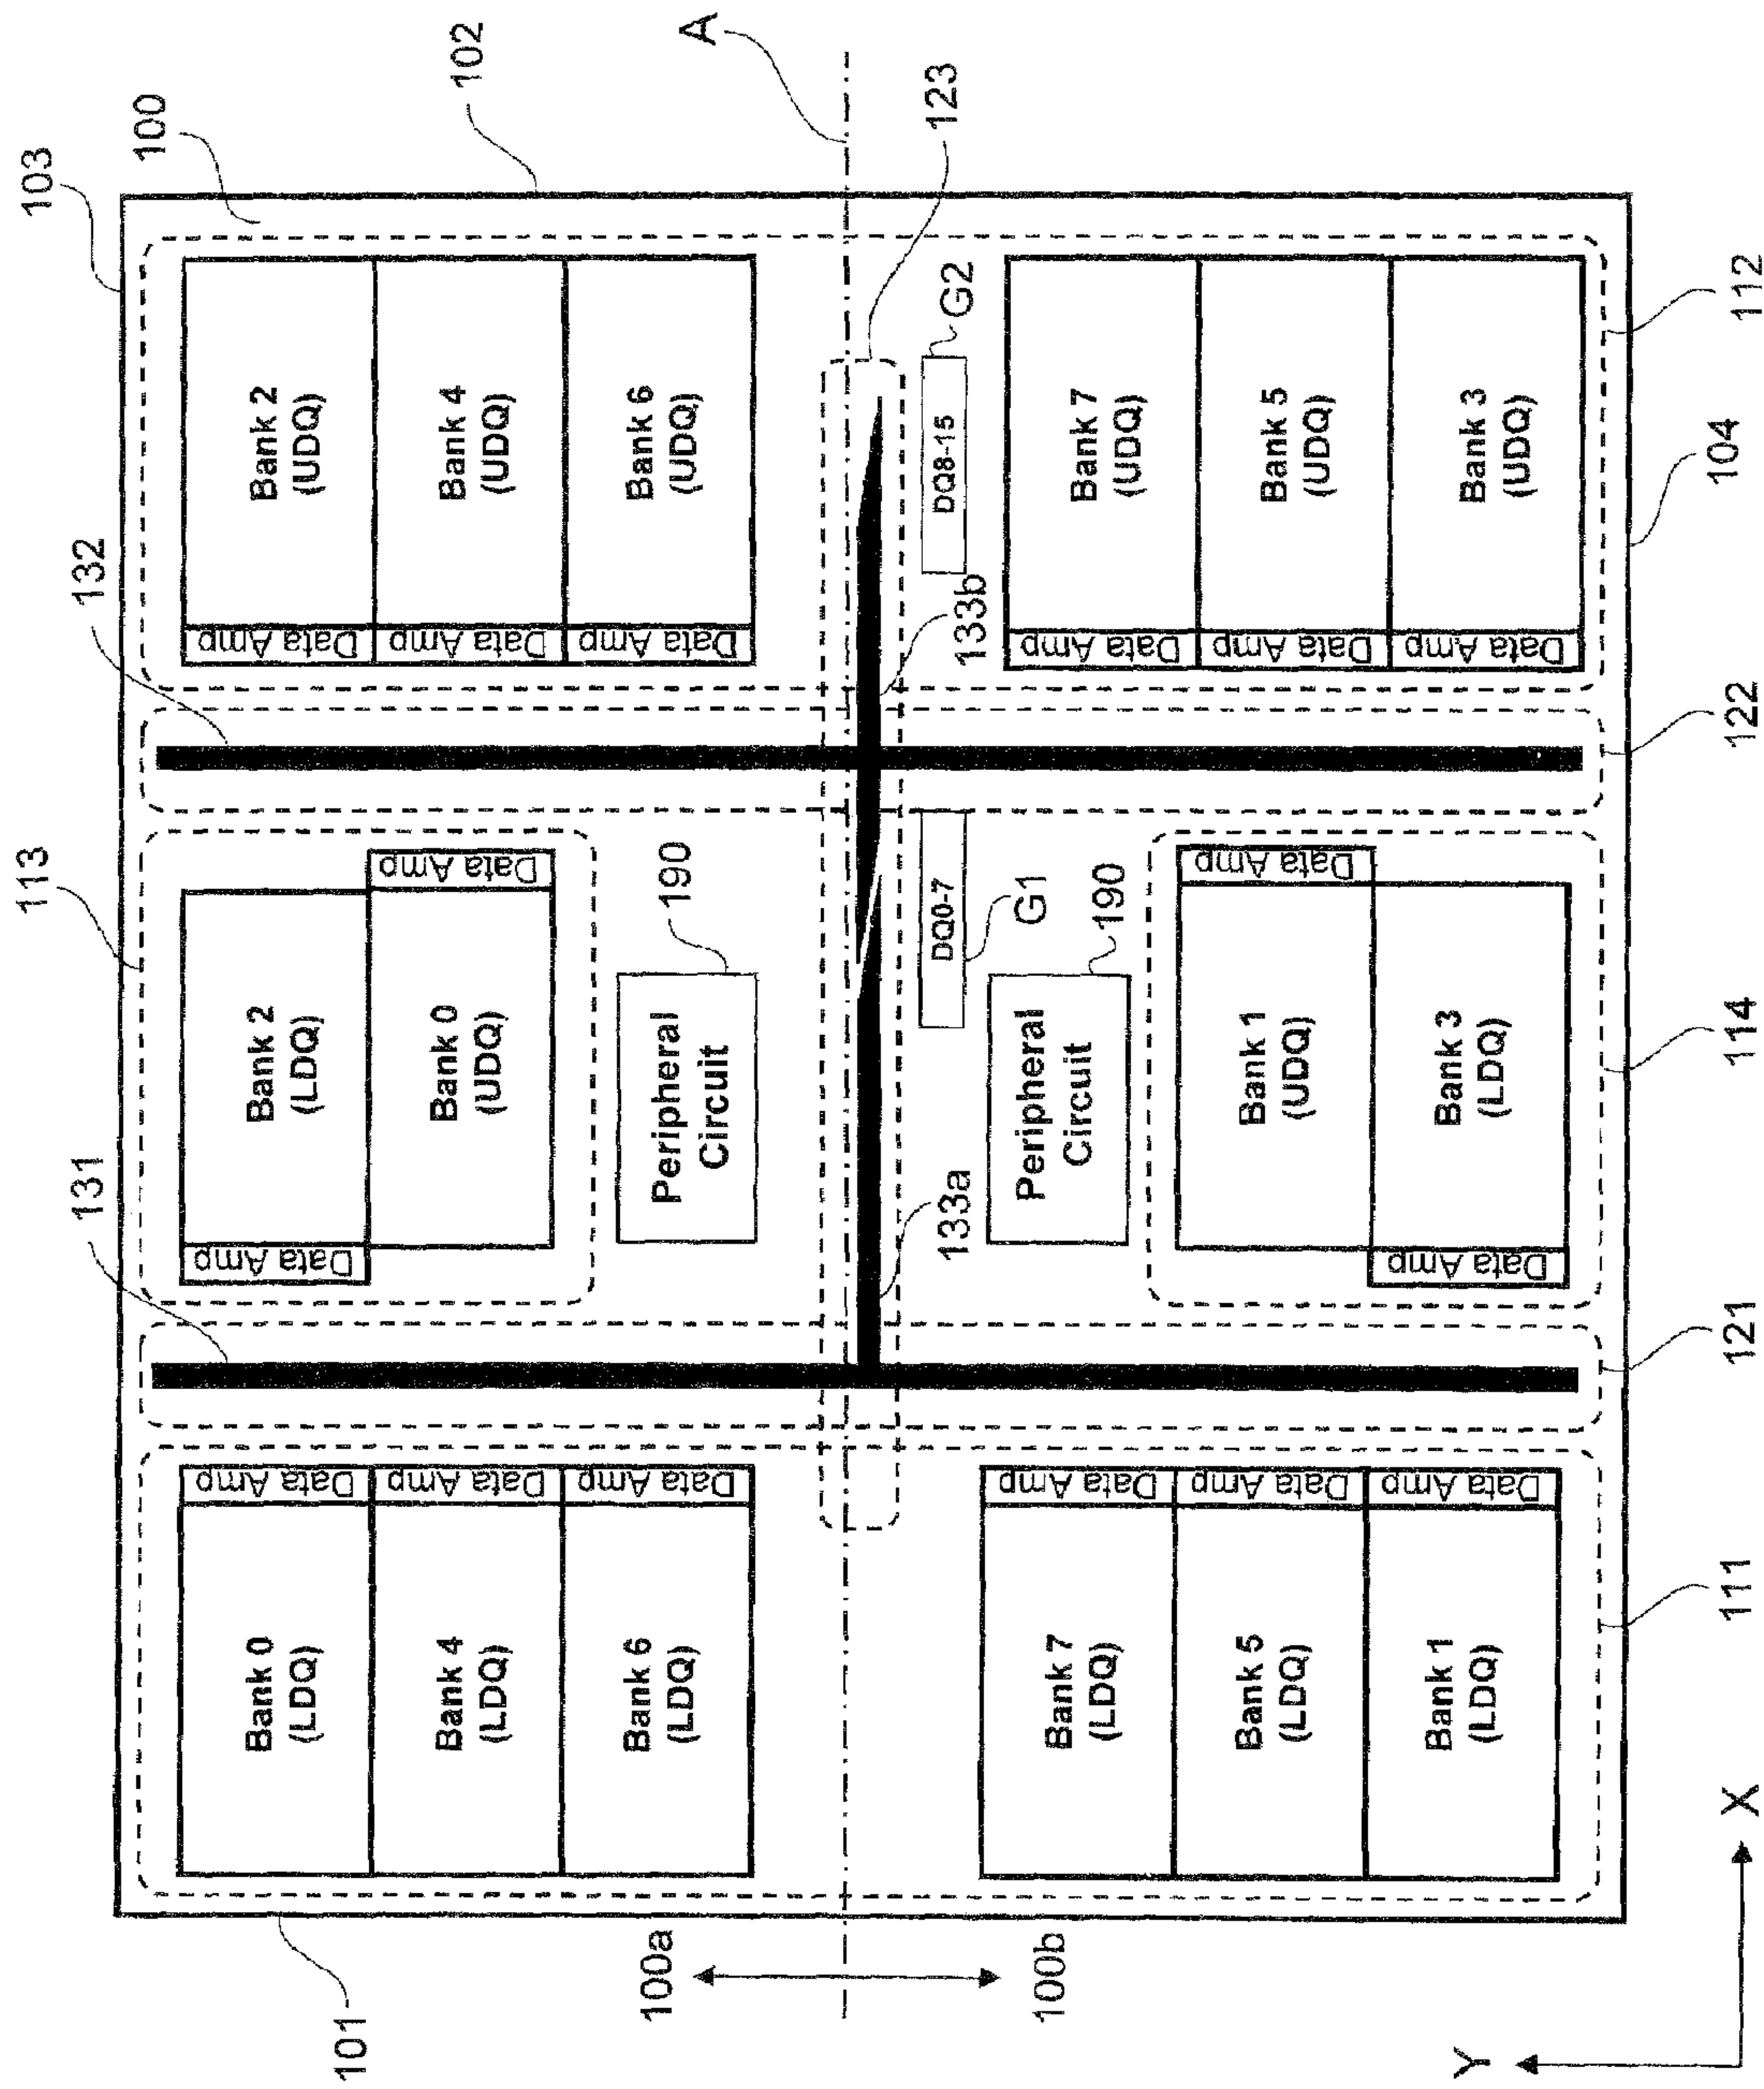 103
100
102
A
132
113
131
101
Bank 0
(LDQ)
Data Amp
Data Amp
Bank 2
(LDQ)
Data Amp
Bank 2
(UDQ)
Bank 4
(LDQ)
Data Amp
Bank 0
(UDQ)
Data Amp
Data Amp
Bank 4
(UDQ)
Bank 6
(LDQ)
Data Amp
Peripheral
Circuit
190
Data Amp
Bank 6
(UDQ)
100a
100b
123
133a
133b
DQ0-7
G1
DQ8-15
G2
Bank 7
(LDQ)
Data Amp
Peripheral
Circuit
190
Data Amp
Bank 7
(UDQ)
Bank 5
(LDQ)
Data Amp
Bank 1
(UDQ)
Data Amp
Data Amp
Bank 5
(UDQ)
Bank 1
(LDQ)
Data Amp
Data Amp
Bank 3
(LDQ)
Data Amp
Bank 3
(UDQ)
111
121
114
122
104
112
Y
X